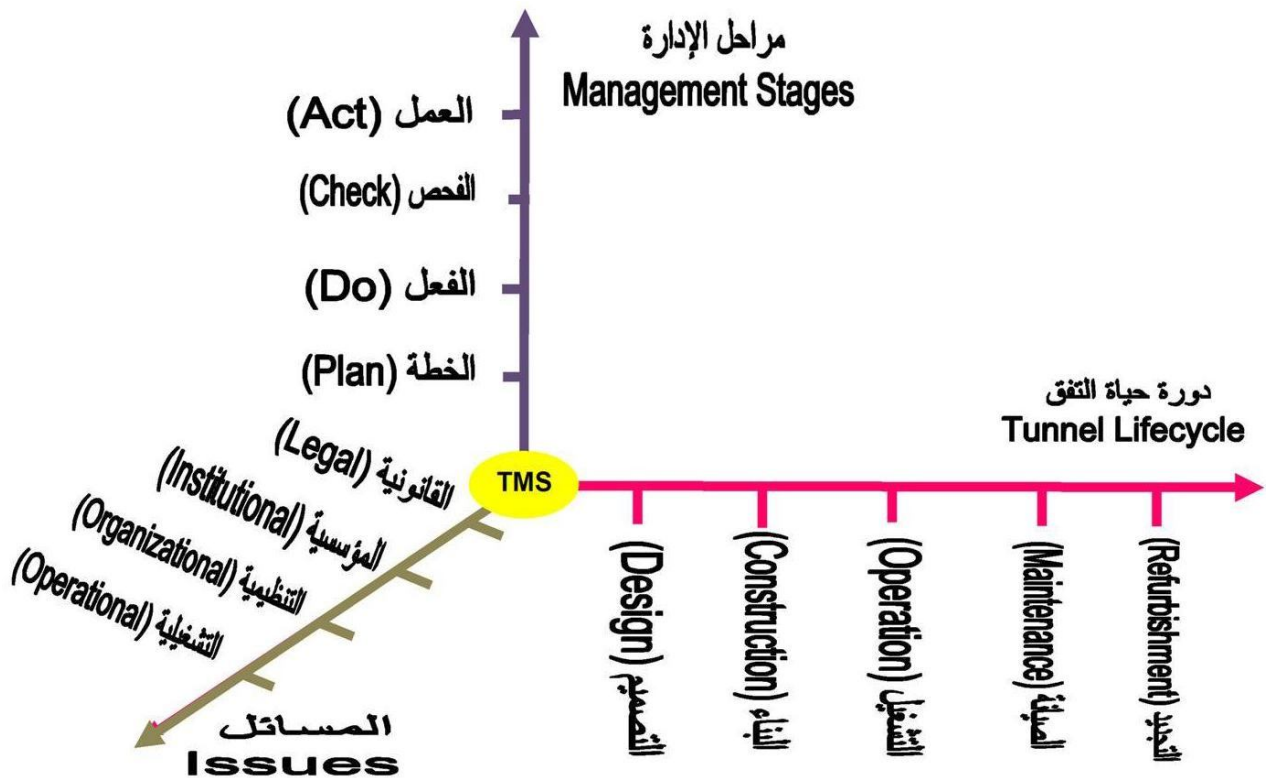 مراحل الإدارة
Management Stages
العمل (Act)
الفحص (Check)
الفعل (Do)
الخطة (Plan)
دورة حياة التفق
Tunnel Lifecycle
TMS
القانونية (Legal)
المؤسسية (Institutional)
التنظيمية (Organizational)
التشغيلية (Operational)
المسائل
Issues
التصميم (Design)
البناء (Construction)
التشغيل (Operation)
الصيانة (Maintenance)
التجديد (Refurbishment)